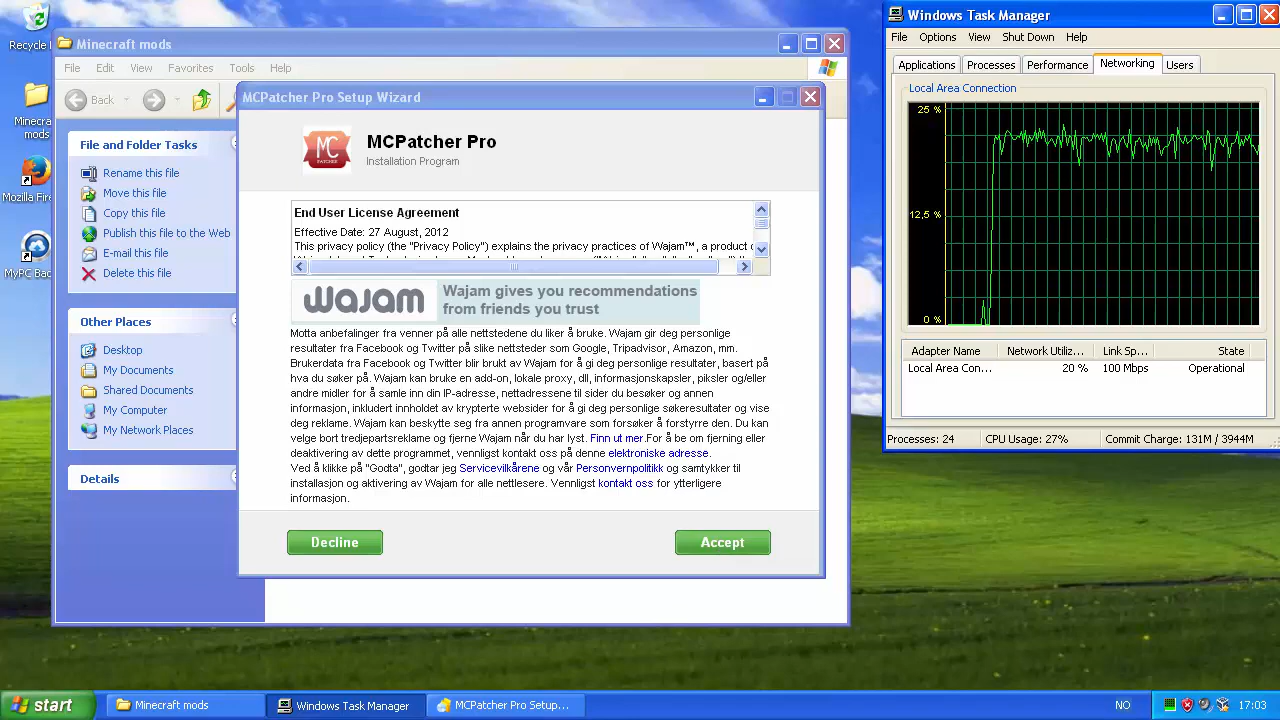 Recycle
Minecraft mods
File Edit View Favorites Tools Help
Back
Minecra
mods
Mozilla Fire
MyPC Bac
File and Folder Tasks
Rename this file
Move this file
Copy this file
Publish this file to the Web
E-mail this file
Delete this file
Other Places
Desktop
My Documents
Shared Documents
My Computer
My Network Places
Details
MCPatcher Pro Setup Wizard
MC
PATCHER
MCPatcher Pro
Installation Program
End User License Agreement
Effective Date: 27 August, 2012
This privacy policy (the "Privacy Policy") explains the privacy practices of Wajam™, a product o
wajam
Wajam gives you recommendations
from friends you trust
Motta anbefalinger fra venner på alle nettstedene du liker å bruke. Wajam gir deg personlige
resultater fra Facebook og Twitter på slike nettsteder som Google, Tripadvisor, Amazon, mm.
Brukerdata fra Facebook og Twitter blir brukt av Wajam for å gi deg personlige resultater, basert på
hva du søker på. Wajam kan bruke en add-on, lokale proxy, dll, informasjonskapsler, piksler og/eller
andre midler for å samle inn din IP-adresse, nettadressene til sider du besøker og annen
informasjon, inkludert innholdet av krypterte websider for å gi deg personlige søkeresultater og vise
deg reklame. Wajam kan beskytte seg fra annen programvare som forsøker å forstyrre den. Du kan
velge bort tredjepartsreklame og fjerne Wajam når du har lyst. Finn ut mer.For å be om fjerning eller
deaktivering av dette programmet, vennligst kontakt oss på denne elektroniske adresse.
Ved å klikke på "Godta", godtar jeg Servicevilkårene og vår Personvernpolitikk og samtykker til
installasjon og aktivering av Wajam for alle nettlesere. Vennligst kontakt oss for ytterligere
informasjon.
Decline
Accept
Windows Task Manager
File Options View Shut Down Help
Applications Processes Performance Networking Users
Local Area Connection
25 %
12,5 %
0 %
Adapter Name Network Utiliz... Link Sp... State
Local Area Con... 20 % 100 Mbps Operational
Processes: 24 CPU Usage: 27% Commit Charge: 131M / 3944M
start
Minecraft mods
Windows Task Manager
MCPatcher Pro Setup...
NO
17:03